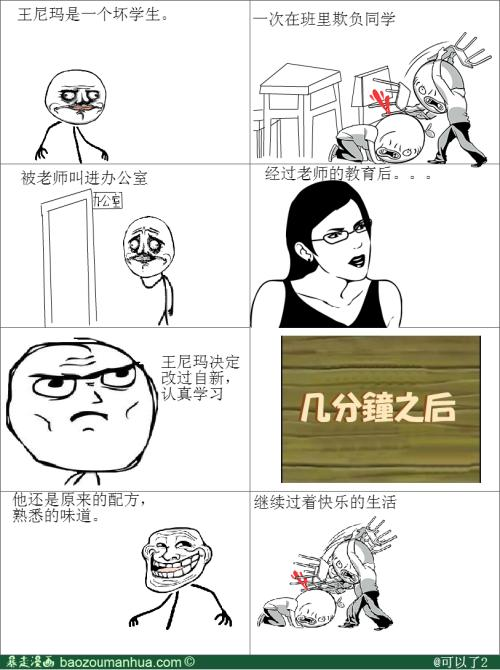 王尼玛是一个坏学生。
一次在班里欺负同学
被老师叫进办公室
办公室
经过老师的教育后。。。
王尼玛决定
改过自新，
认真学习
几分鐘之后
他还是原来的配方，
熟悉的味道。
继续过着快乐的生活
暴走漫画 baozoumanhua.com ©
@可以了2